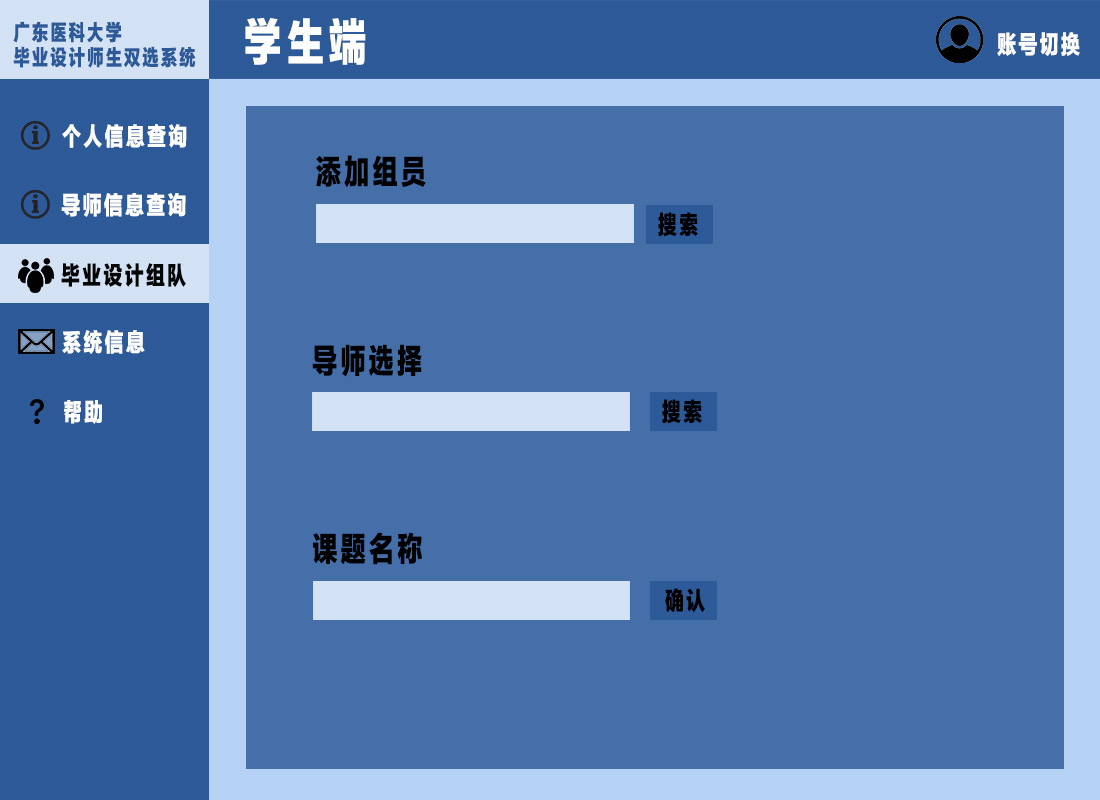 广东医科大学
毕业设计师生双选系统
学生端
账号切换
个人信息查询
导师信息查询
毕业设计组队
系统信息
? 帮助
添加组员
搜索
导师选择
搜索
课题名称
确认